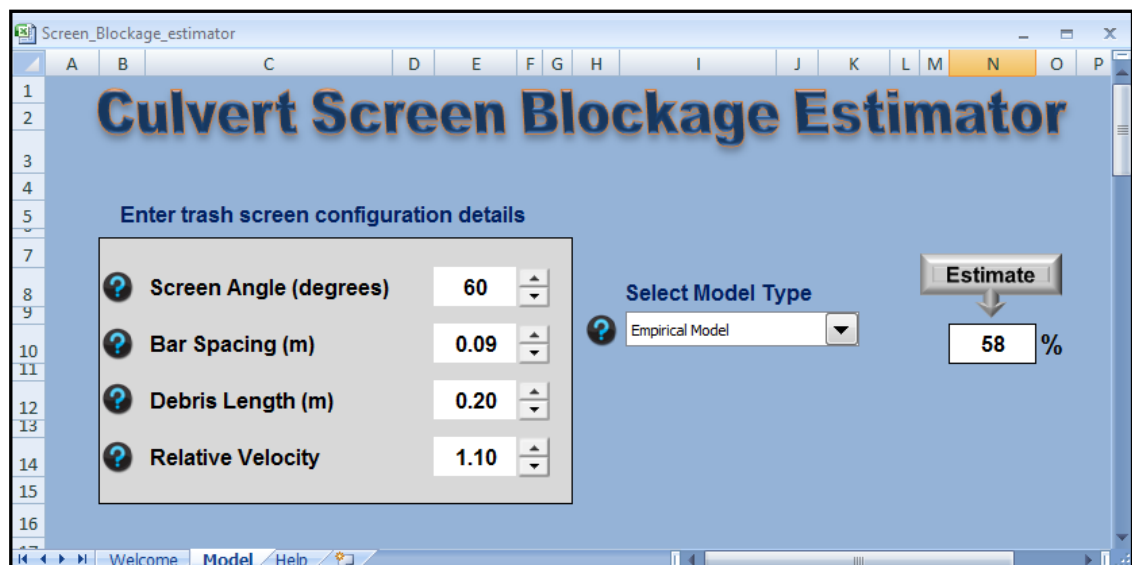 Screen_Blockage_estimator
A B C D E F G H I J K L M N O P
1
2
3
4
5
7
8
9
10
11
12
13
14
15
16
Culvert Screen Blockage Estimator
Enter trash screen configuration details
? Screen Angle (degrees) 60
? Bar Spacing (m) 0.09
? Debris Length (m) 0.20
? Relative Velocity 1.10
Select Model Type
? Empirical Model
Estimate
58 %
Welcome Model Help